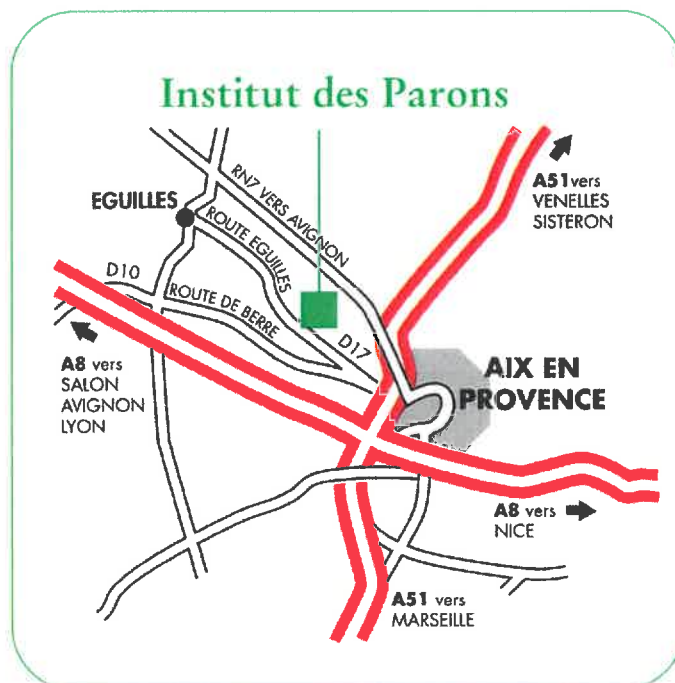 Institut des Parons
A51 vers
VENELLES
SISTERON
RN7 VERS AVIGNON
EGUILLES
ROUTE EGUILLES
D10
ROUTE DE BERRE
D17
A8 vers
SALON
AVIGNON
LYON
AIX EN
PROVENCE
A8 vers
NICE
A51 vers
MARSEILLE